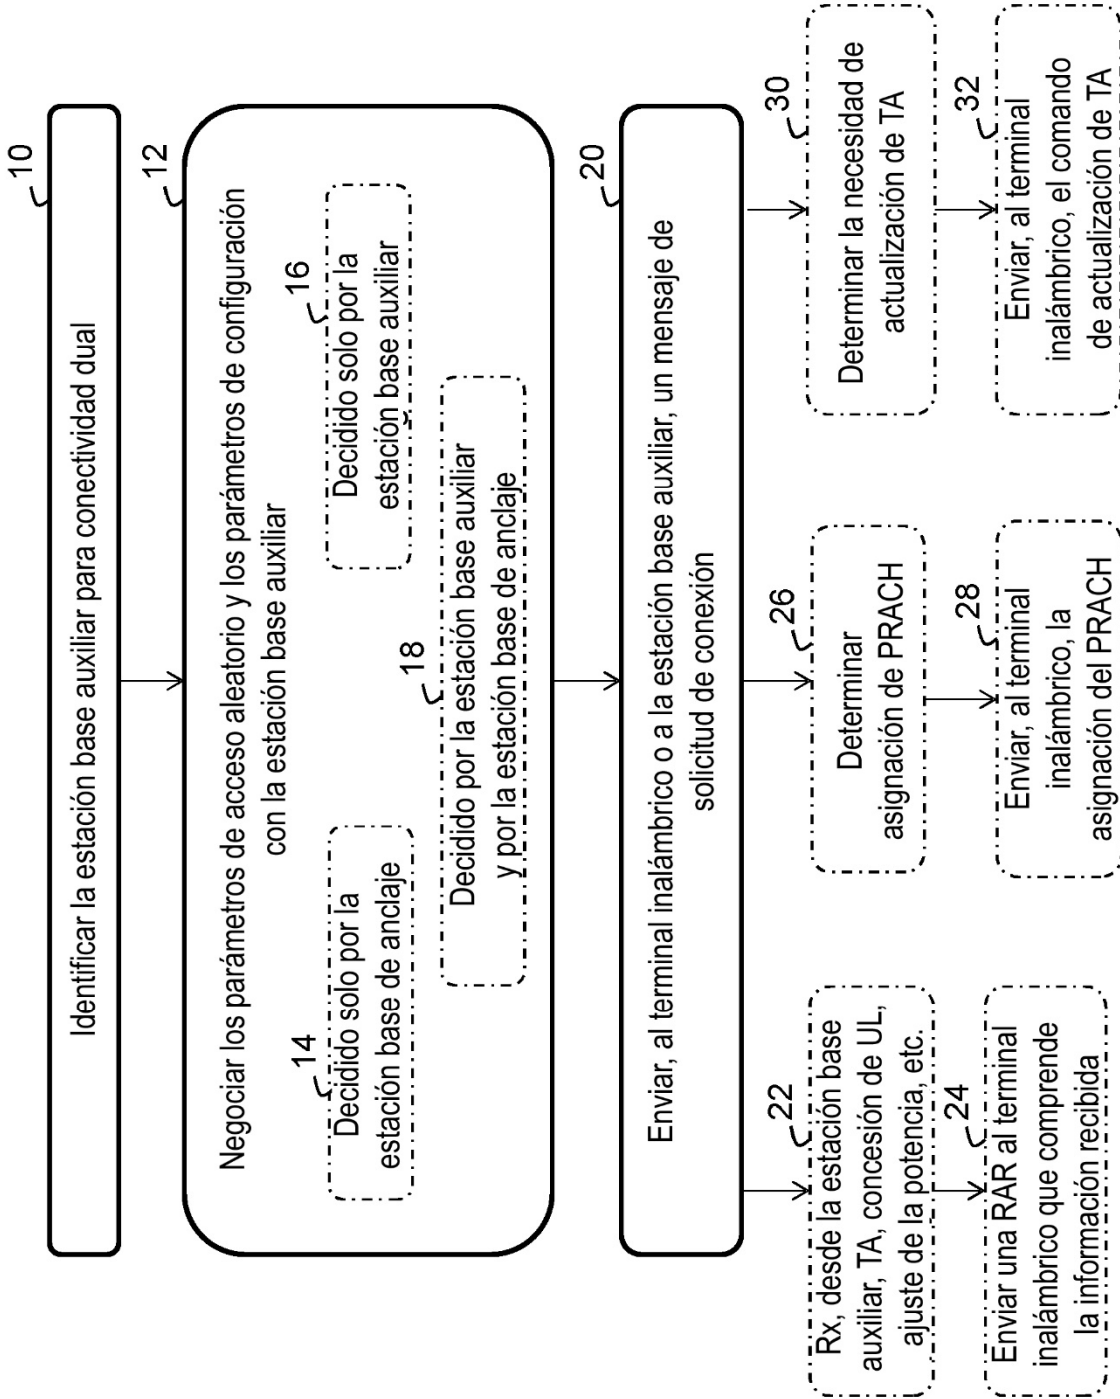 10
Identificar la estación base auxiliar para conectividad dual
12
Negociar los parámetros de acceso aleatorio y los parámetros de configuración
con la estación base auxiliar
14
Decidido solo por la
estación base de anclaje
16
Decidido solo por la
estación base auxiliar
18
Decidido por la estación base auxiliar
y por la estación base de anclaje
20
Enviar, al terminal inalámbrico o a la estación base auxiliar, un mensaje de
solicitud de conexión
22
Rx, desde la estación base
auxiliar, TA, concesión de UL,
ajuste de la potencia, etc.
24
Enviar una RAR al terminal
inalámbrico que comprende
la información recibida
26
Determinar
asignación de PRACH
28
Enviar, al terminal
inalámbrico, la
asignación del PRACH
30
Determinar la necesidad de
actualización de TA
32
Enviar, al terminal
inalámbrico, el comando
de actualización de TA